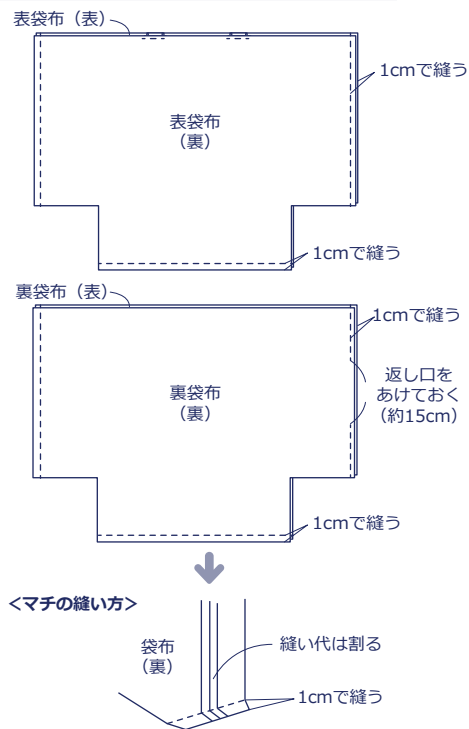 表袋布（表）
1cmで縫う
表袋布
（裏）
1cmで縫う
裏袋布（表）
1cmで縫う
返し口を
あけておく
（約15cm）
裏袋布
（裏）
1cmで縫う
<マチの縫い方>
袋布
（裏）
縫い代は割る
1cmで縫う